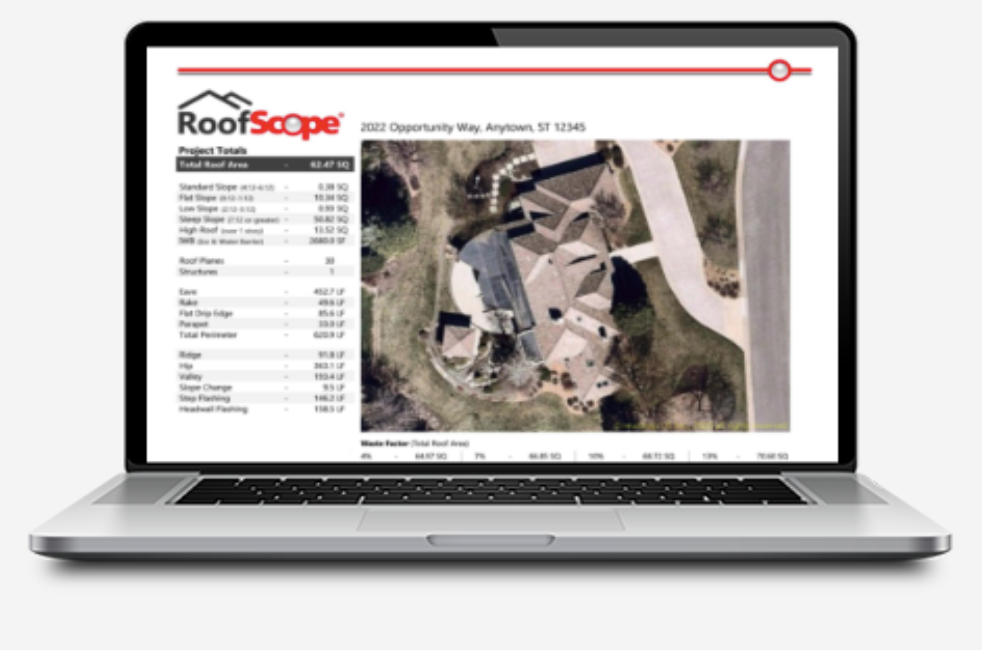 RoofScope
2022 Opportunity Way, Anytown, ST 12345
Project Totals
Total Roof Area - 62.47 SQ
Standard Slope (4:12-6:12) - 0.38 SQ
Flat Slope (0:12-1:12) - 10.34 SQ
Low Slope (2:12-3:12) - 0.93 SQ
Steep Slope (7:12 or greater) - 50.82 SQ
High Roof (over 1 story) - 13.52 SQ
IWB (Ice & Water Barrier) - SF
Roof Planes - 30
Structures - 1
Eave - 452.7 LF
Rake - 49.6 LF
Flat Drip Edge - 85.6 LF
Parapet - 33.0 LF
Total Perimeter - 620.9 LF
Ridge - 91.8 LF
Hip - 363.1 LF
Valley - 193.4 LF
Slope Change - 9.5 LF
Step Flashing - 146.2 LF
Headwall Flashing - 158.5 LF
Waste Factor (Total Roof Area)
4% - 64.97 SQ 7% - 66.85 SQ 10% - 68.72 SQ 13% - 70.60 SQ